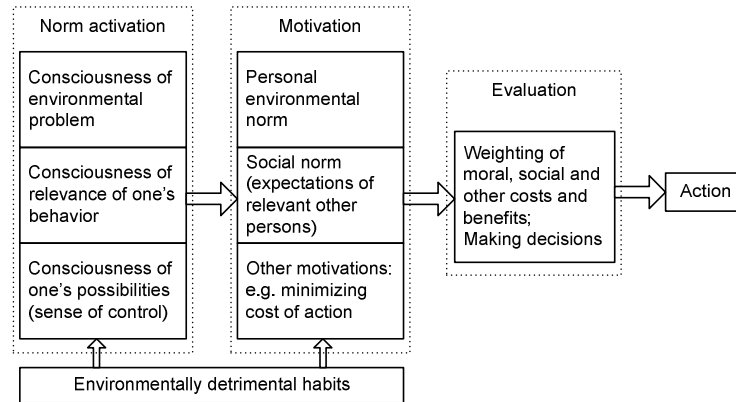 Norm activation
Consciousness of
environmental
problem
Consciousness of
relevance of one's
behavior
Consciousness of
one's possibilities
(sense of control)
Motivation
Personal
environmental
norm
Social norm
(expectations of
relevant other
persons)
Other motivations:
e.g. minimizing
cost of action
Evaluation
Weighting of
moral, social and
other costs and
benefits;
Making decisions
Action
Environmentally detrimental habits